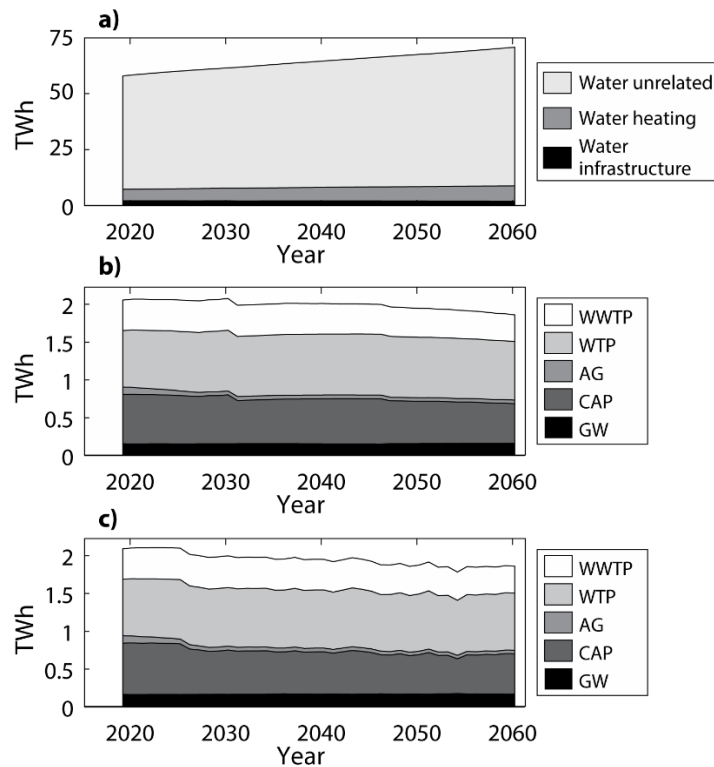 a)
75
50
25
0
TWh
2020 2030 2040 2050 2060
Year
Water unrelated
Water heating
Water
infrastructure
b)
2
1.5
1
0.5
0
TWh
2020 2030 2040 2050 2060
Year
WWTP
WTP
AG
CAP
GW
c)
2
1.5
1
0.5
0
TWh
2020 2030 2040 2050 2060
Year
WWTP
WTP
AG
CAP
GW